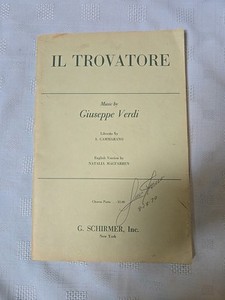 IL TROVATORE
Music by
Giuseppe Verdi
Libretto By
S. CAMMARANO
English Version by
NATALIA MACFARREN
G. SCHIRMER, Inc.
New York